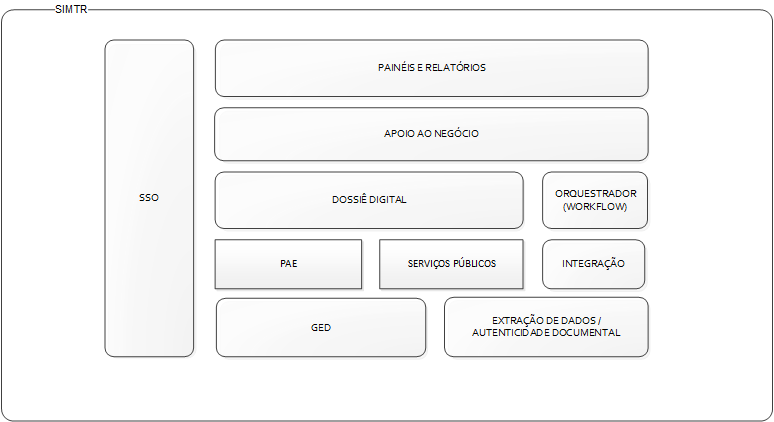 SIMTR
SSO
PAINÉIS E RELATÓRIOS
APOIO AO NEGÓCIO
DOSSIÊ DIGITAL
ORQUESTRADOR
(WORKFLOW)
PAE
SERVIÇOS PÚBLICOS
INTEGRAÇÃO
GED
EXTRAÇÃO DE DADOS /
AUTENTICIDADE DOCUMENTAL